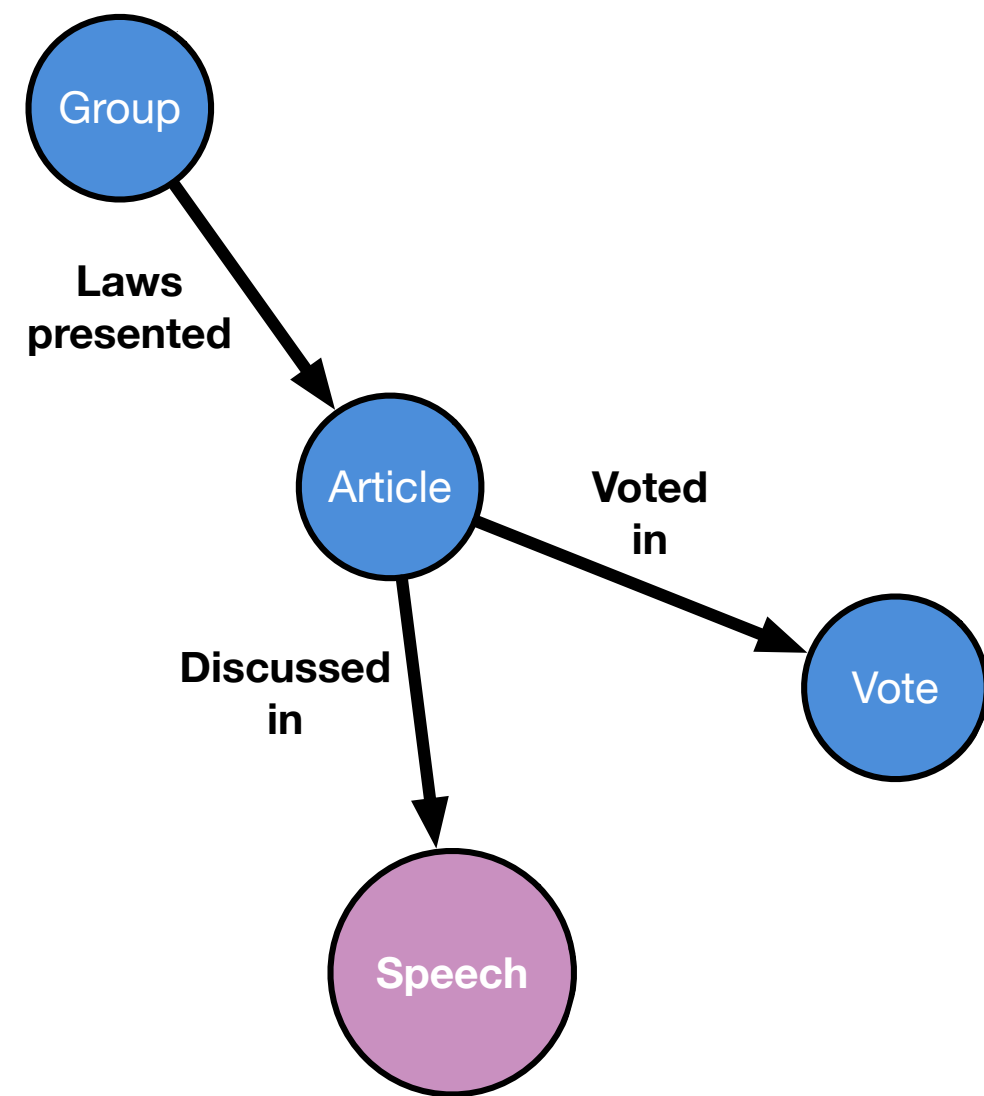 Group
Laws
presented
Article
Voted
in
Discussed
in
Vote
Speech